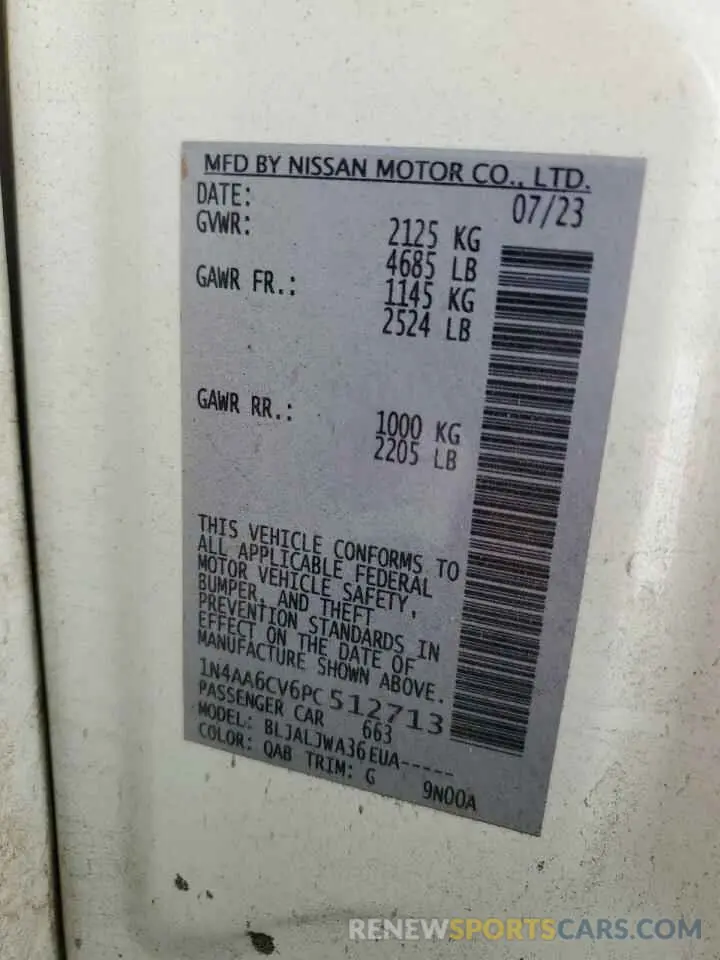 MFD BY NISSAN MOTOR CO., LTD.
DATE: 07/23
GVWR: 2125 KG
4685 LB
GAWR FR.: 1145 KG
2524 LB
GAWR RR.: 1000 KG
2205 LB
THIS VEHICLE CONFORMS TO
ALL APPLICABLE FEDERAL
MOTOR VEHICLE SAFETY,
BUMPER, AND THEFT
PREVENTION STANDARDS IN
EFFECT ON THE DATE OF
MANUFACTURE SHOWN ABOVE.
1N4AA6CV6PC512713
PASSENGER CAR 663
MODEL: BLJALJWA36EUA-----
COLOR: QAB TRIM: G 9N00A
RENEWSPORTSCARS.COM